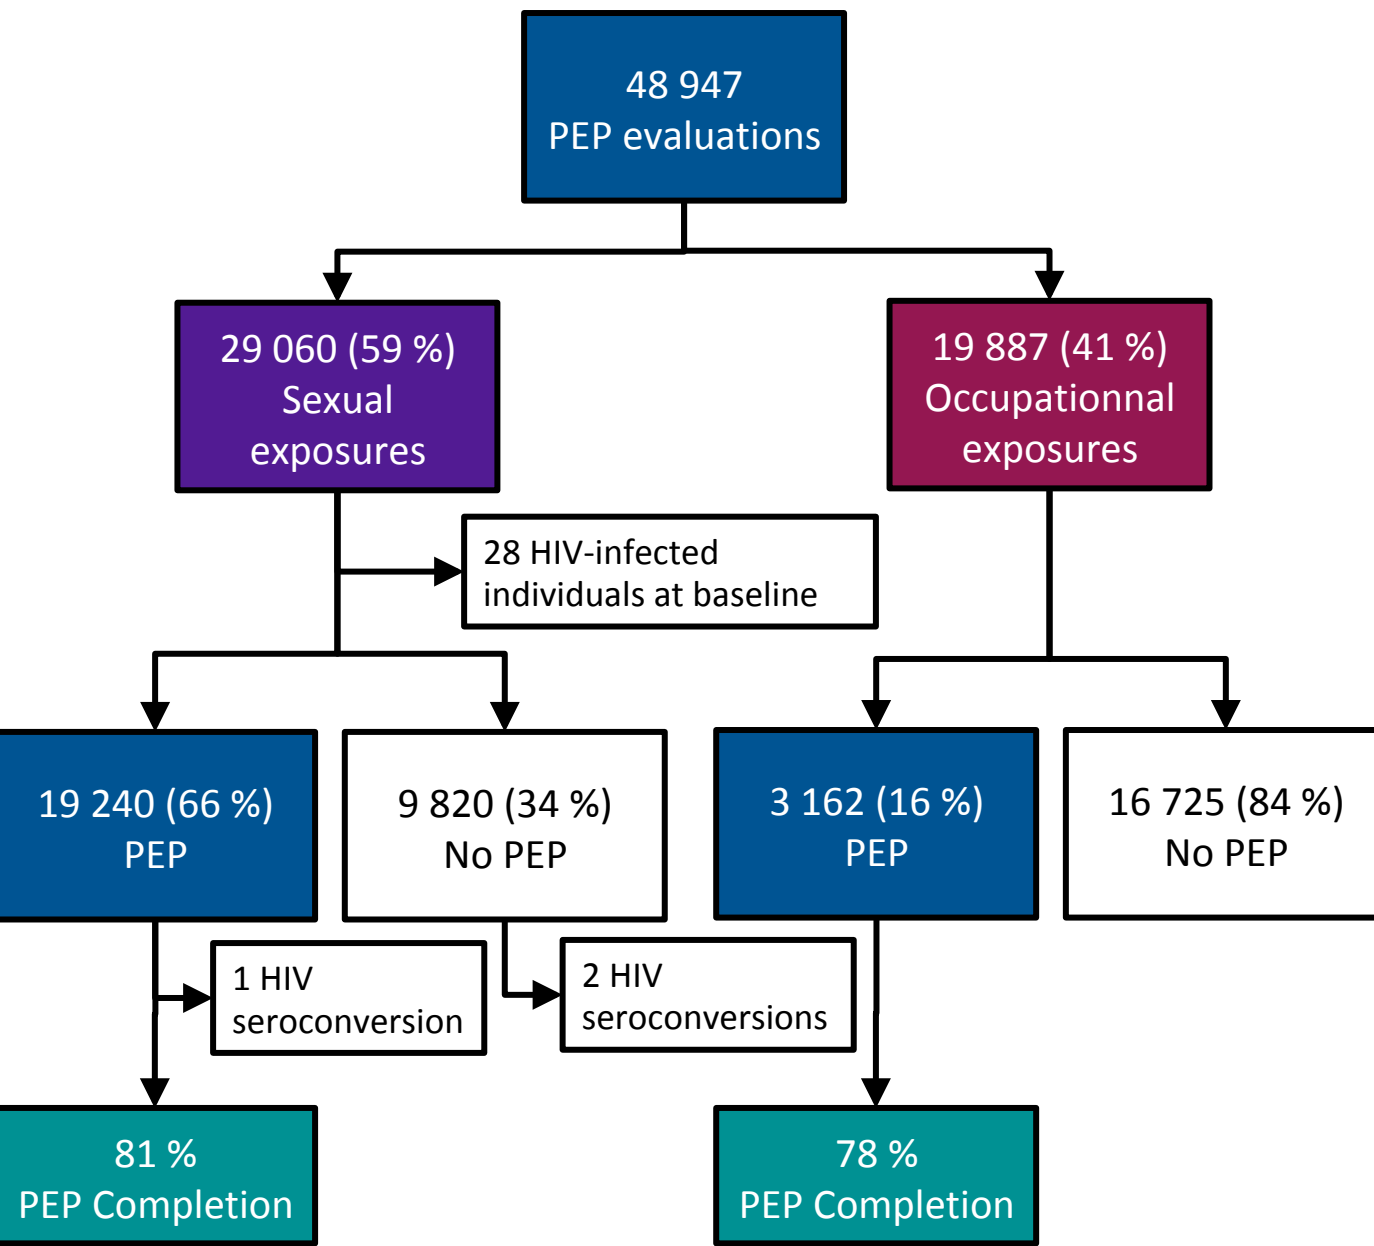 48 947
PEP evaluations
29 060 (59 %)
Sexual
exposures
19 887 (41 %)
Occupationnal
exposures
28 HIV-infected
individuals at baseline
19 240 (66 %)
PEP
9 820 (34 %)
No PEP
3 162 (16 %)
PEP
16 725 (84 %)
No PEP
1 HIV
seroconversion
2 HIV
seroconversions
81 %
PEP Completion
78 %
PEP Completion